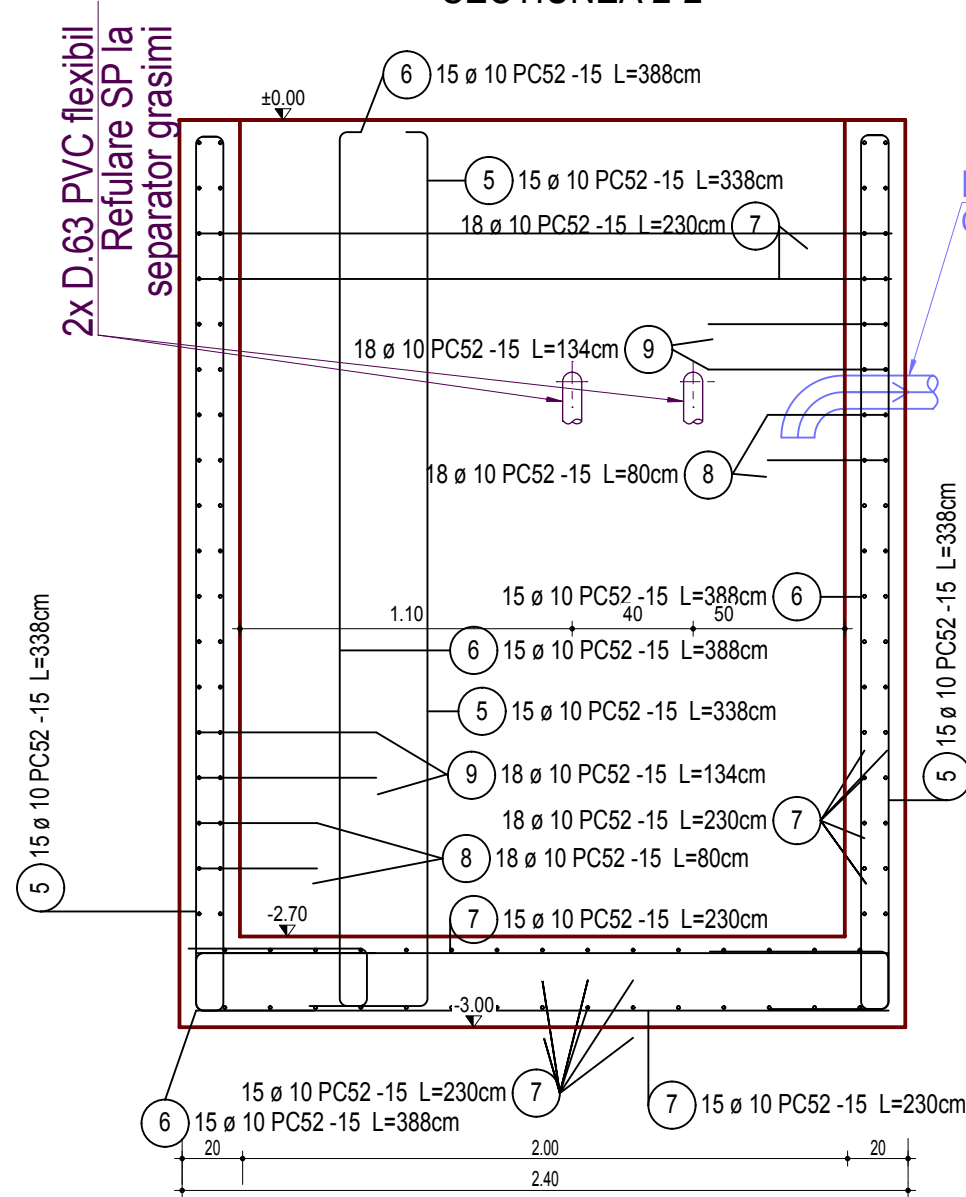 2x D.63 PVC flexibil
Refulare SP la
separator grasimi
6 15 ø 10 PC52 -15 L=388cm
±0.00
5 15 ø 10 PC52 -15 L=338cm
18 ø 10 PC52 -15 L=230cm 7
18 ø 10 PC52 -15 L=134cm 9
18 ø 10 PC52 -15 L=80cm 8
15 ø 10 PC52 -15 L=388cm 6
1.10 40 50
6 15 ø 10 PC52 -15 L=388cm
5 15 ø 10 PC52 -15 L=338cm
5 15 ø 10 PC52 -15 L=338cm
5 15 ø 10 PC52 -15 L=338cm
9 18 ø 10 PC52 -15 L=134cm
18 ø 10 PC52 -15 L=230cm 7
8 18 ø 10 PC52 -15 L=80cm
-2.70
7 15 ø 10 PC52 -15 L=230cm
-3.00
15 ø 10 PC52 -15 L=230cm 7
7 15 ø 10 PC52 -15 L=230cm
6 15 ø 10 PC52 -15 L=388cm
20 2.00 20
2.40